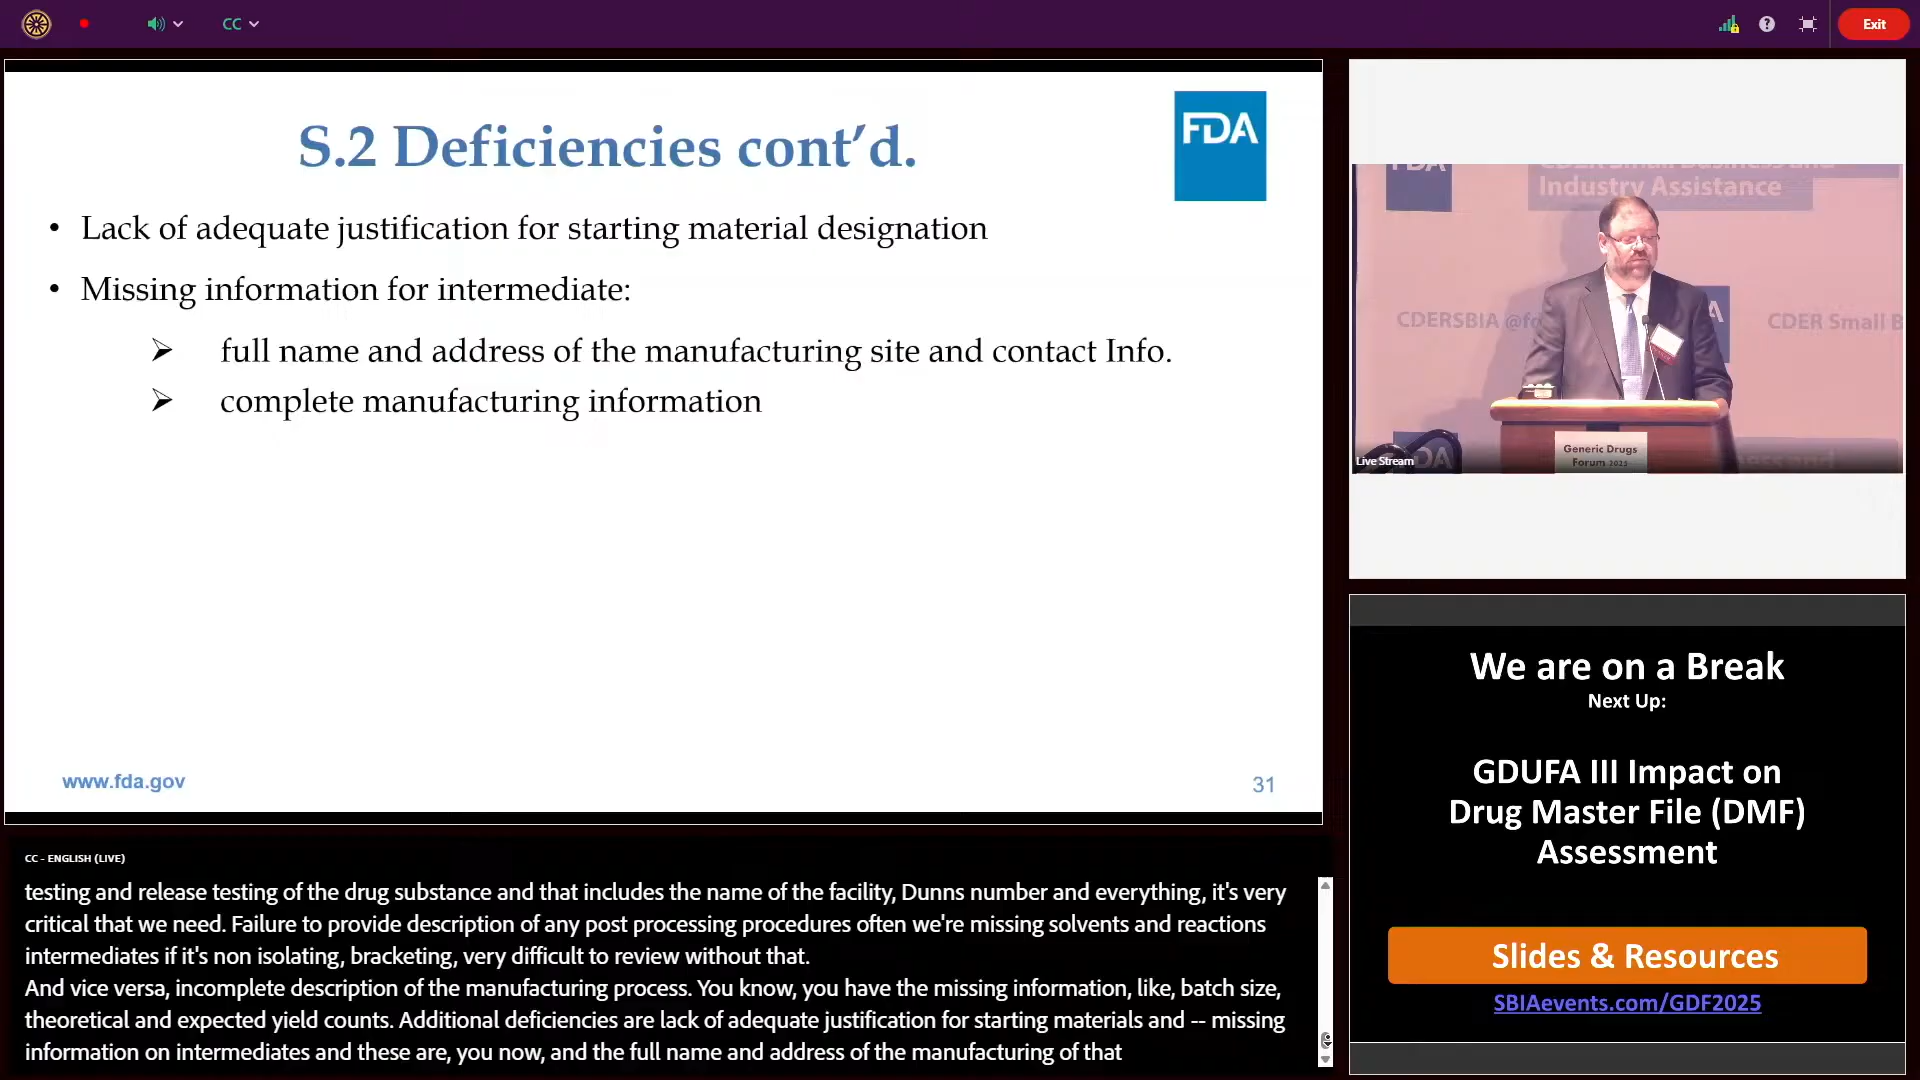 CC
Exit
S.2 Deficiencies cont’d.
FDA
• Lack of adequate justification for starting material designation
• Missing information for intermediate:
➢ full name and address of the manufacturing site and contact Info.
➢ complete manufacturing information
www.fda.gov
31
CC - ENGLISH (LIVE)
testing and release testing of the drug substance and that includes the name of the facility, Dunns number and everything, it's very
critical that we need. Failure to provide description of any post processing procedures often we're missing solvents and reactions
intermediates if it's non isolating, bracketing, very difficult to review without that.
And vice versa, incomplete description of the manufacturing process. You know, you have the missing information, like, batch size,
theoretical and expected yield counts. Additional deficiencies are lack of adequate justification for starting materials and -- missing
information on intermediates and these are, you now, and the full name and address of the manufacturing of that
FDA
CDER Small Business and
Industry Assistance
CDERSBIA @fd
A
CDER Small B
Generic Drugs
Forum 2025
Live Stream
DA
ess and
We are on a Break
Next Up:
GDUFA III Impact on
Drug Master File (DMF)
Assessment
Slides & Resources
SBIAevents.com/GDF2025